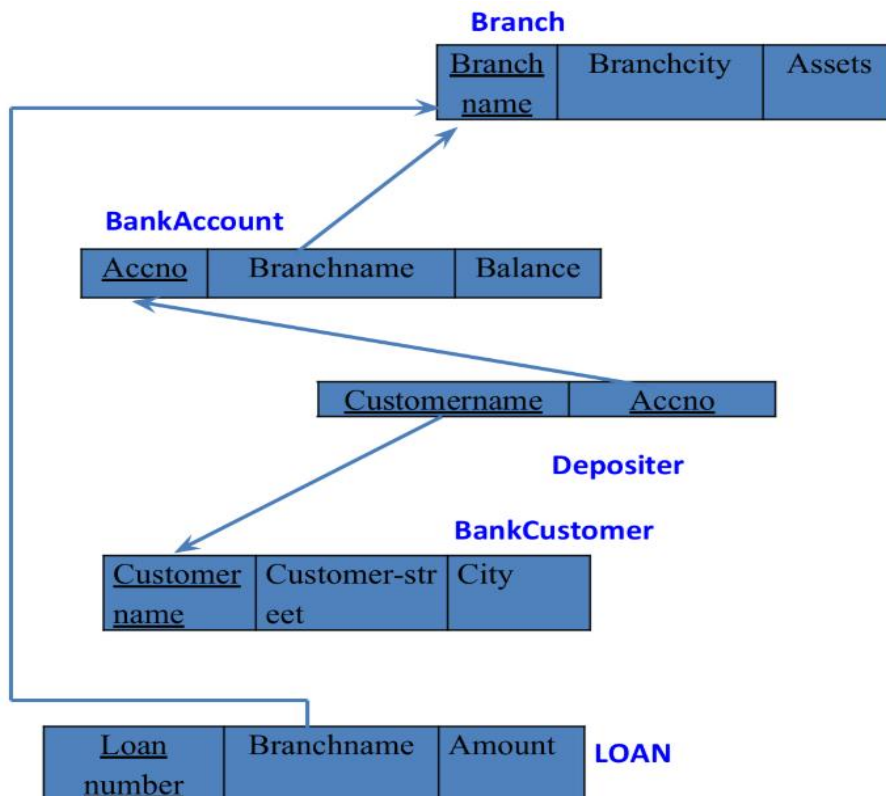 Branch
Branch Branchcity Assets
name
BankAccount
Accno Branchname Balance
Customername Accno
Depositer
BankCustomer
Customer Customer-str City
name eet
Loan Branchname Amount LOAN
number